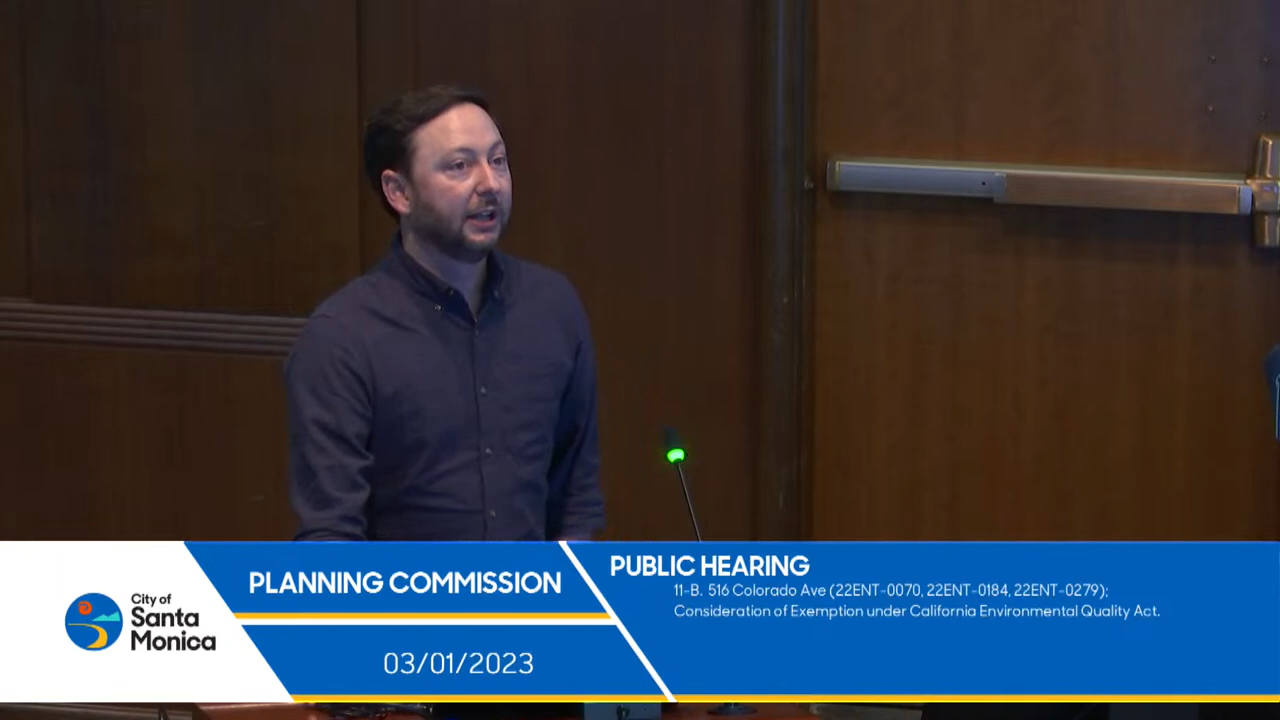 PLANNING COMMISSION
PUBLIC HEARING
11-B. 516 Colorado Ave (22ENT-0070, 22ENT-0184, 22ENT-0279);
Consideration of Exemption under California Environmental Quality Act.
City of
Santa
Monica
03/01/2023